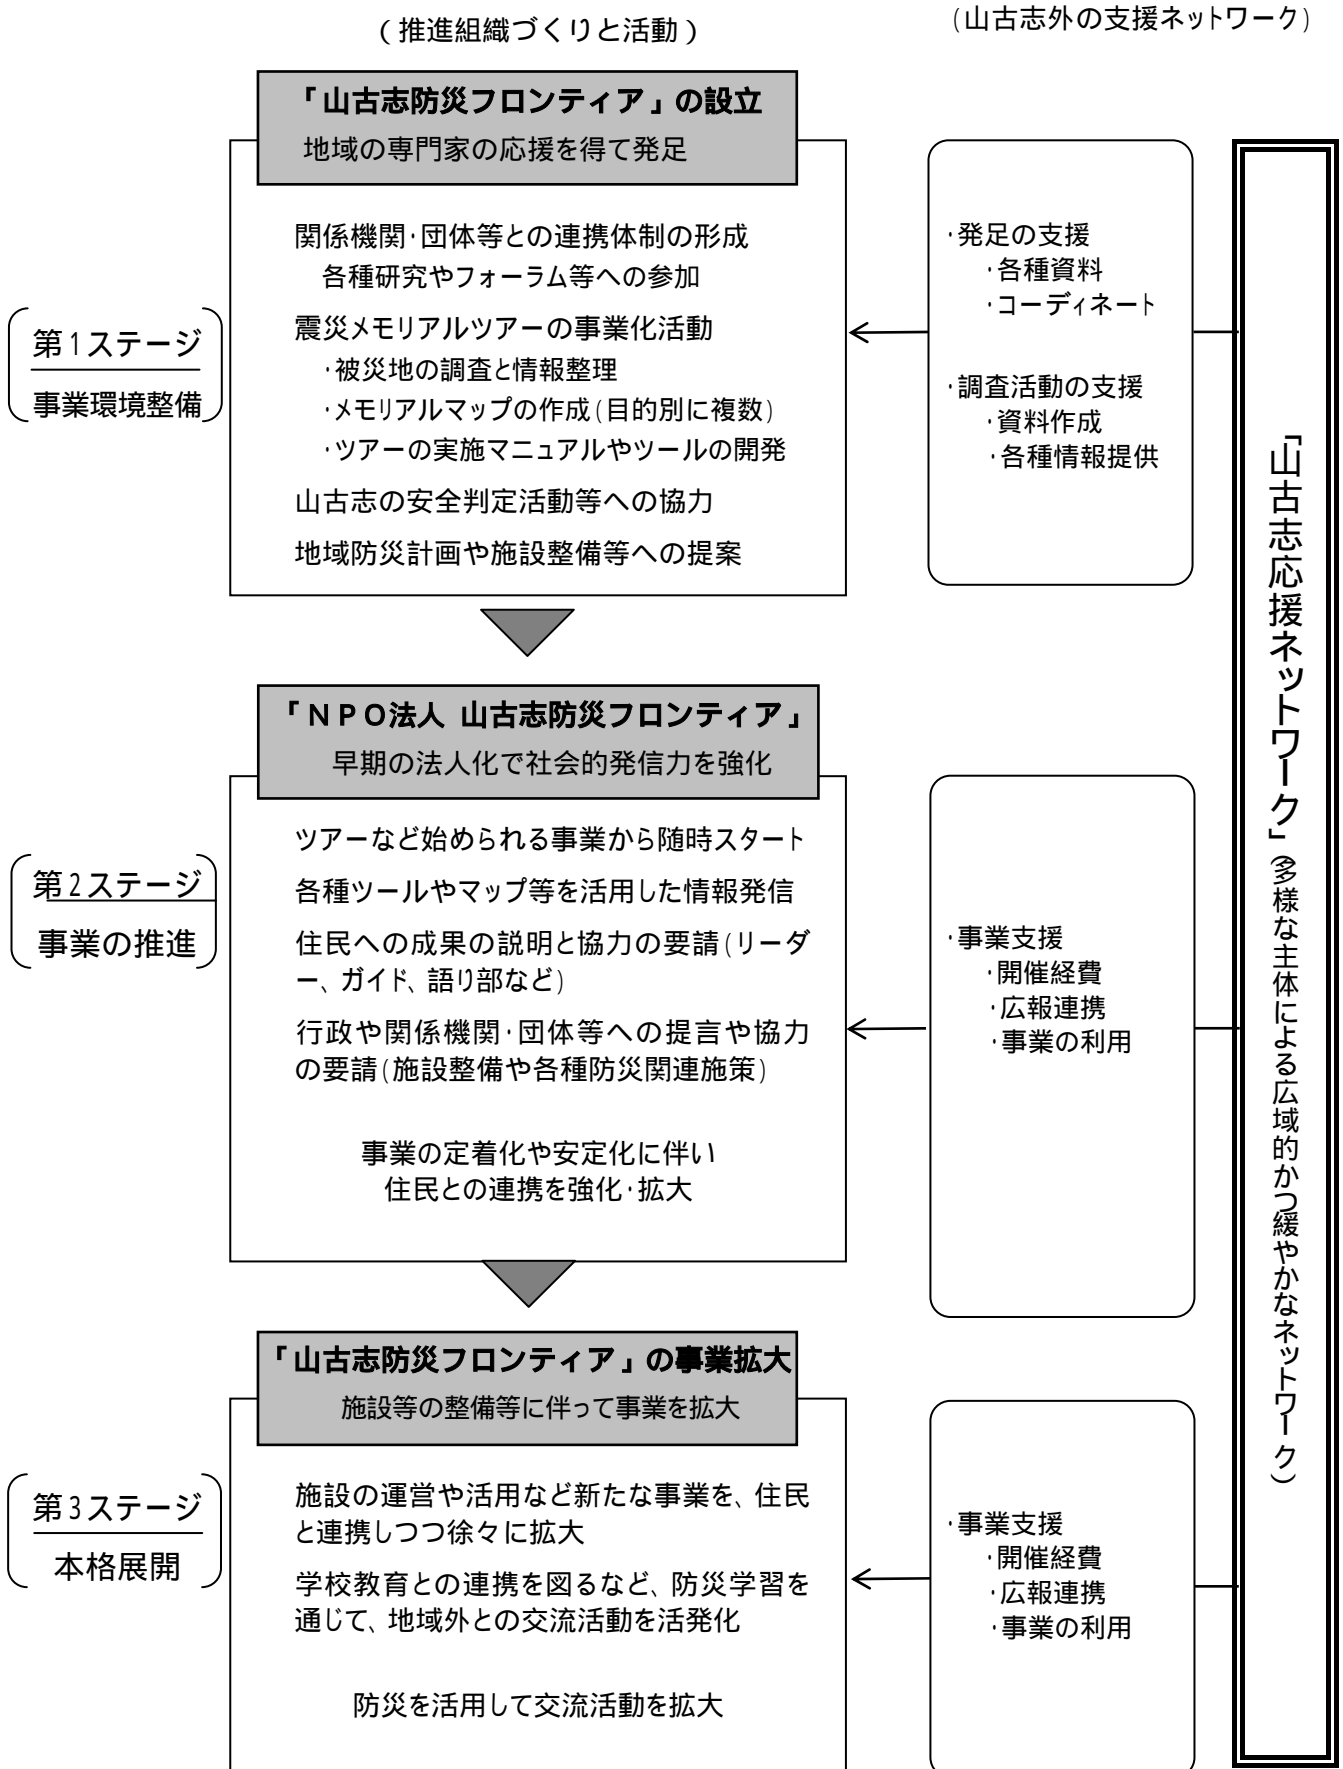 （推進組織づくりと活動）
(山古志外の支援ネットワーク)
「山古志防災フロンティア」の設立
地域の専門家の応援を得て発足
第1ステージ
事業環境整備
関係機関・団体等との連携体制の形成
各種研究やフォーラム等への参加
震災メモリアルツアーの事業化活動
・被災地の調査と情報整理
・メモリアルマップの作成(目的別に複数)
・ツアーの実施マニュアルやツールの開発
山古志の安全判定活動等への協力
地域防災計画や施設整備等への提案
・発足の支援
・各種資料
・コーディネート
・調査活動の支援
・資料作成
・各種情報提供
「NPO法人 山古志防災フロンティア」
早期の法人化で社会的発信力を強化
第2ステージ
事業の推進
ツアーなど始められる事業から随時スタート
各種ツールやマップ等を活用した情報発信
住民への成果の説明と協力の要請(リーダ
ー、ガイド、語り部など)
行政や関係機関・団体等への提言や協力
の要請(施設整備や各種防災関連施策)
事業の定着化や安定化に伴い
住民との連携を強化・拡大
・事業支援
・開催経費
・広報連携
・事業の利用
「山古志防災フロンティア」の事業拡大
施設等の整備等に伴って事業を拡大
第3ステージ
本格展開
施設の運営や活用など新たな事業を、住民
と連携しつつ徐々に拡大
学校教育との連携を図るなど、防災学習を
通じて、地域外との交流活動を活発化
防災を活用して交流活動を拡大
・事業支援
・開催経費
・広報連携
・事業の利用
「山古志応援ネットワーク」(多様な主体による広域的かつ緩やかなネットワーク)